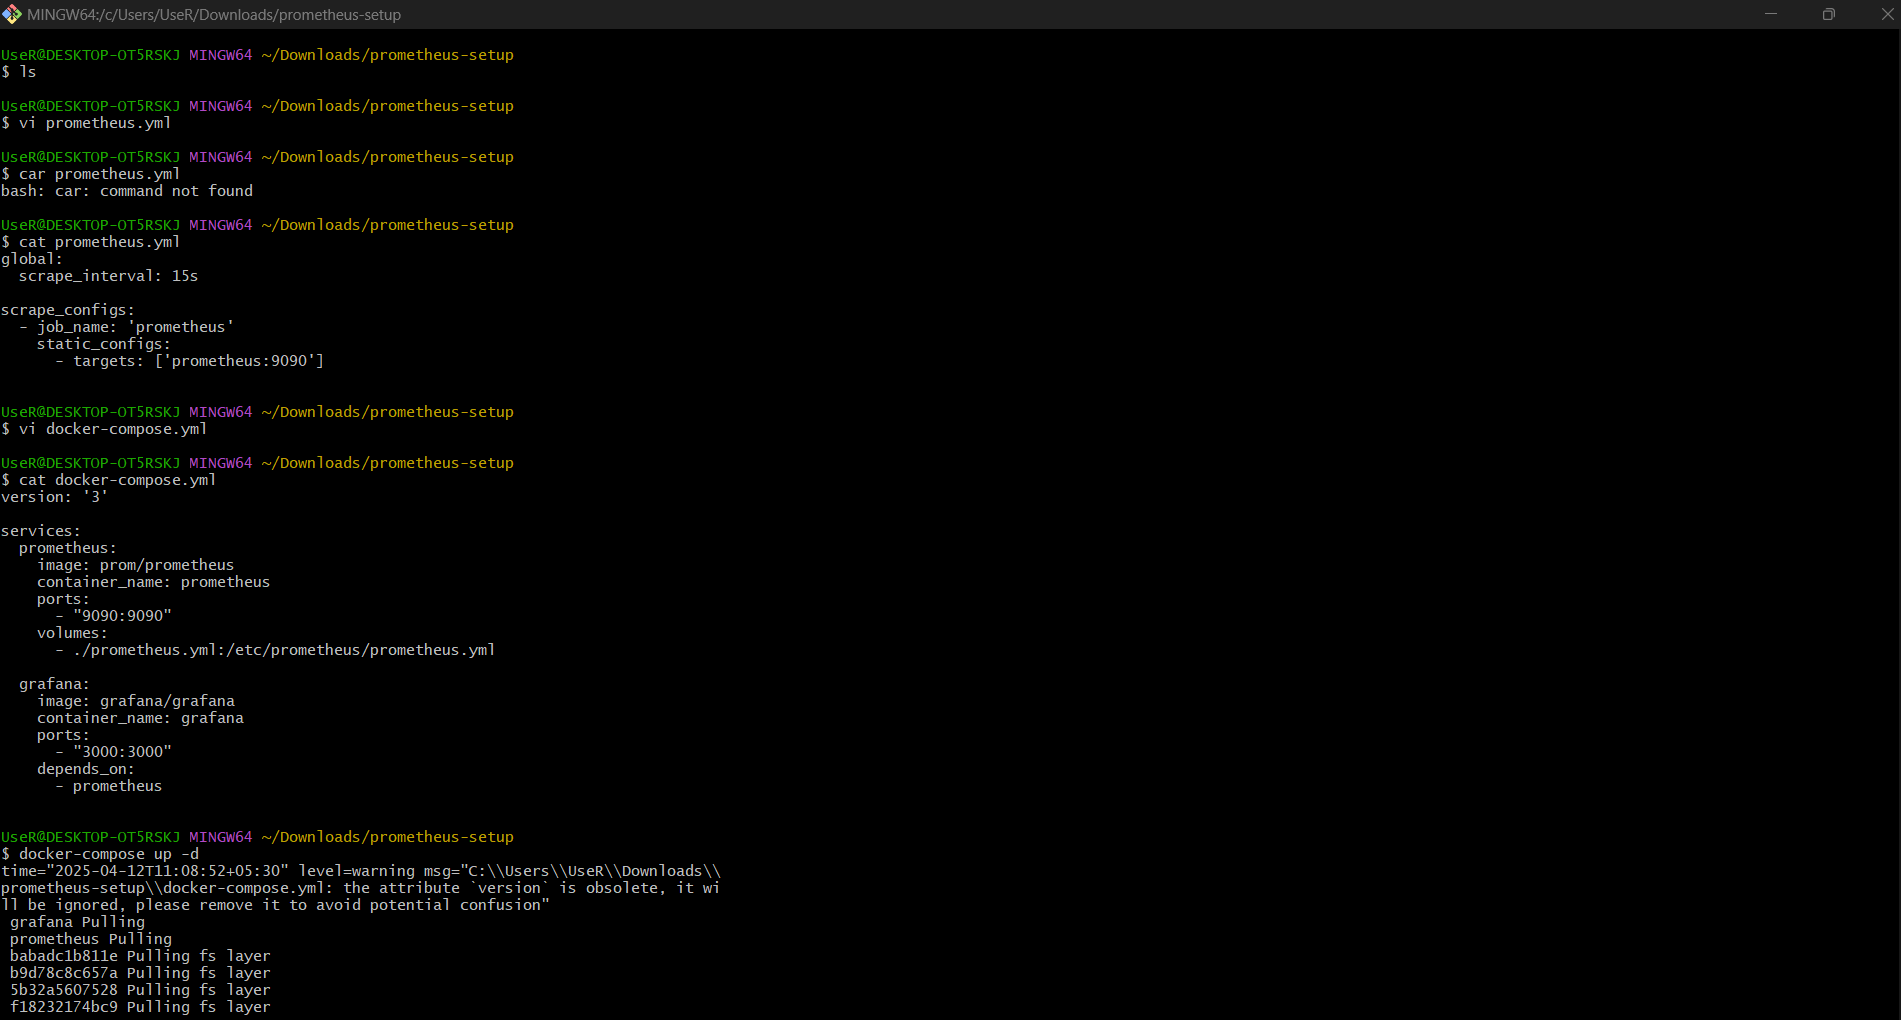 MINGW64:/c/Users/UseR/Downloads/prometheus-setup
UseR@DESKTOP-OT5RSKJ MINGW64 ~/Downloads/prometheus-setup
$ ls
UseR@DESKTOP-OT5RSKJ MINGW64 ~/Downloads/prometheus-setup
$ vi prometheus.yml
UseR@DESKTOP-OT5RSKJ MINGW64 ~/Downloads/prometheus-setup
$ car prometheus.yml
bash: car: command not found
UseR@DESKTOP-OT5RSKJ MINGW64 ~/Downloads/prometheus-setup
$ cat prometheus.yml
global:
  scrape_interval: 15s
scrape_configs:
  - job_name: 'prometheus'
    static_configs:
      - targets: ['prometheus:9090']
UseR@DESKTOP-OT5RSKJ MINGW64 ~/Downloads/prometheus-setup
$ vi docker-compose.yml
UseR@DESKTOP-OT5RSKJ MINGW64 ~/Downloads/prometheus-setup
$ cat docker-compose.yml
version: '3'
services:
  prometheus:
    image: prom/prometheus
    container_name: prometheus
    ports:
      - "9090:9090"
    volumes:
      - ./prometheus.yml:/etc/prometheus/prometheus.yml
  grafana:
    image: grafana/grafana
    container_name: grafana
    ports:
      - "3000:3000"
    depends_on:
      - prometheus
UseR@DESKTOP-OT5RSKJ MINGW64 ~/Downloads/prometheus-setup
$ docker-compose up -d
time="2025-04-12T11:08:52+05:30" level=warning msg="C:\\Users\\UseR\\Downloads\\
prometheus-setup\\docker-compose.yml: the attribute `version` is obsolete, it wi
ll be ignored, please remove it to avoid potential confusion"
 grafana Pulling
 prometheus Pulling
 babadc1b811e Pulling fs layer
 b9d78c8c657a Pulling fs layer
 5b32a5607528 Pulling fs layer
 f18232174bc9 Pulling fs layer